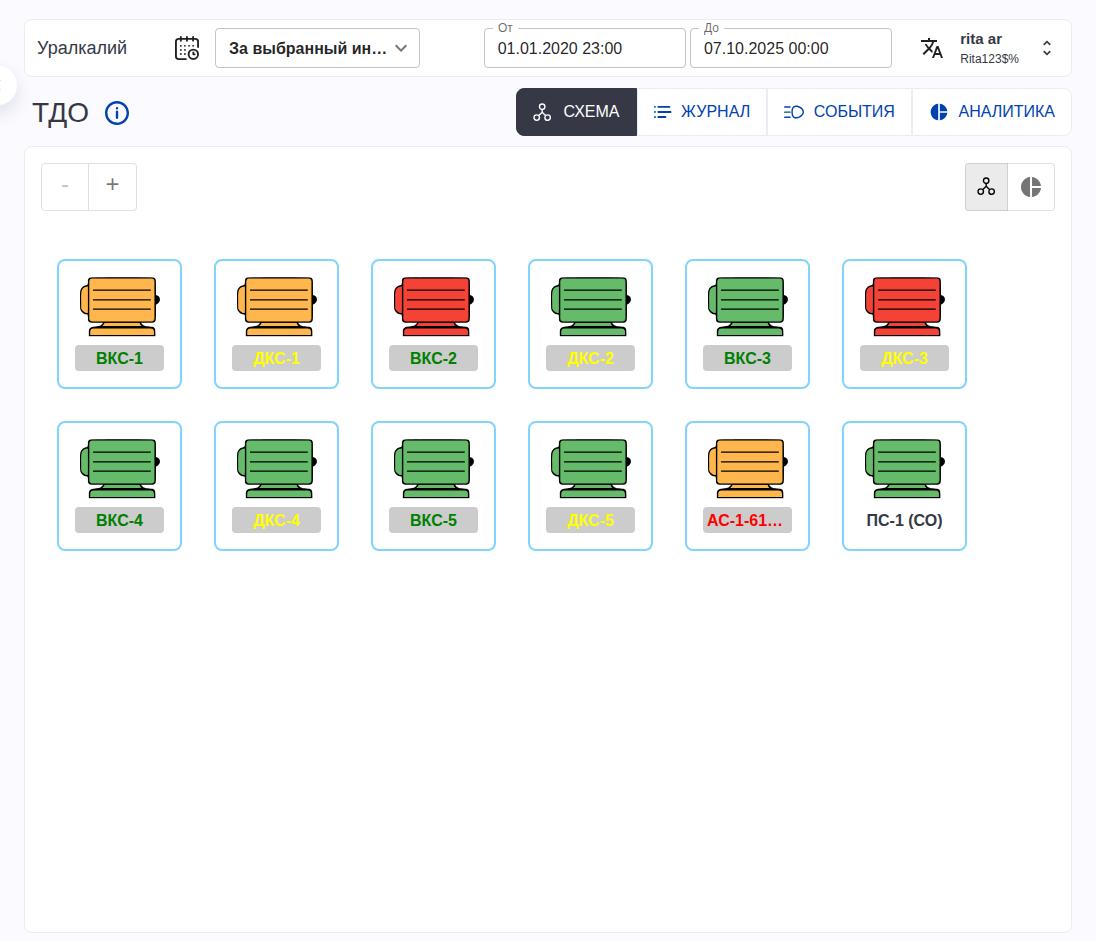 Уралкалий
За выбранный ин...
От
01.01.2020 23:00
До
07.10.2025 00:00
rita ar
Rita123$%
ТДО
СХЕМА
ЖУРНАЛ
СОБЫТИЯ
АНАЛИТИКА
- +
ВКС-1
ДКС-1
ВКС-2
ДКС-2
ВКС-3
ДКС-3
ВКС-4
ДКС-4
ВКС-5
ДКС-5
АС-1-61...
ПС-1 (СО)